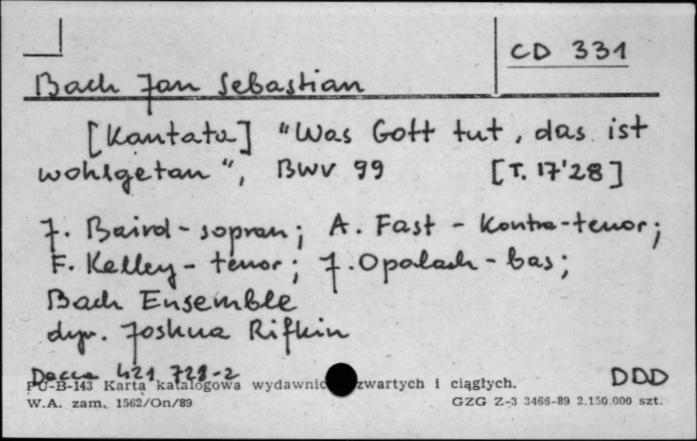 CD 331
Bach Jan Sebastian
[Kantata] "Was Gott tut, das ist
wohlgetan", BWV 99 [T. 17'28]
J. Baird - sopran; A. Fast - Kontra-tenor;
F. Kelley - tenor; J. Opalach - bas;
Bach Ensemble
dyr. Joshua Rifkin
Decca 421 728-2 DDD
PU-B-143 Karta katalogowa wydawnic zwartych i ciągłych.
W.A. zam. 1562/On/89 GZG Z-3 3466-89 2.150.000 szt.